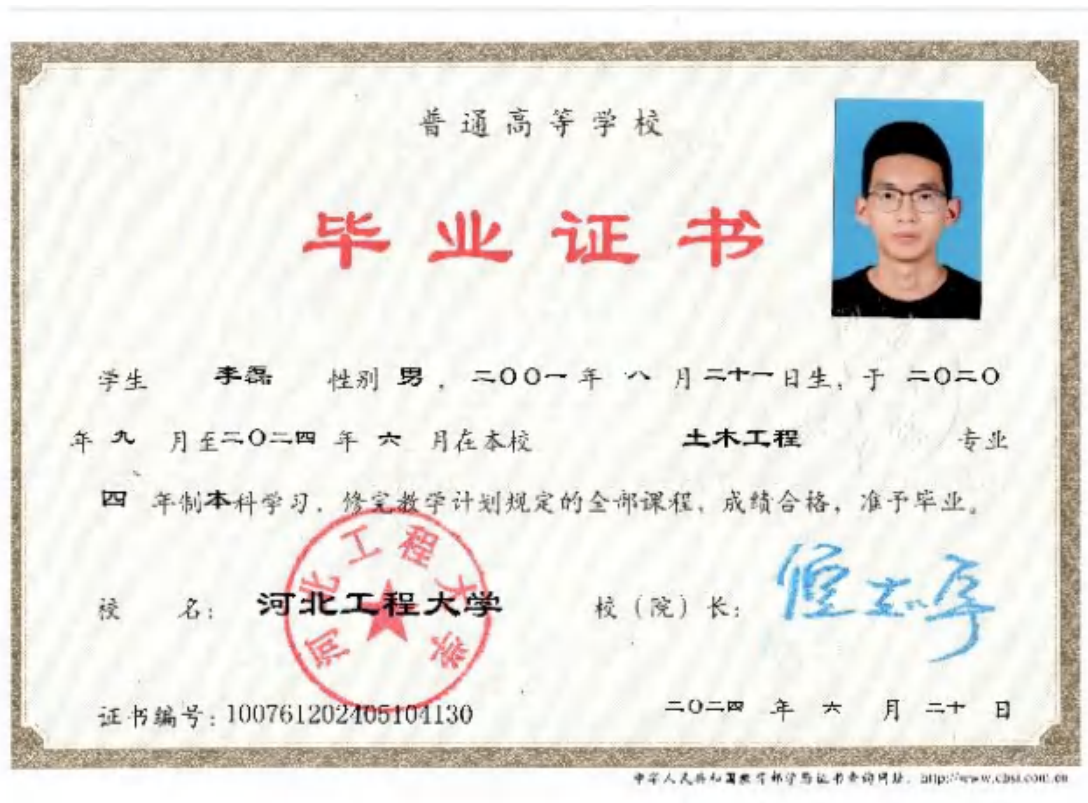 普通高等学校
毕业证书
学生 李磊 性别 男，二〇〇一年 八 月二十一日生，于 二〇二〇
年 九 月至二〇二四 年 六 月在本校 土木工程 专业
四 年制本科学习，修完教学计划规定的全部课程，成绩合格，准予毕业。
河北工程大学
校 名：河北工程大学 校（院）长：
证书编号：100761202405104130 二〇二四 年 六 月 二十 日
中华人民共和国教育部学历证书查询网址：http://www.chsi.com.cn